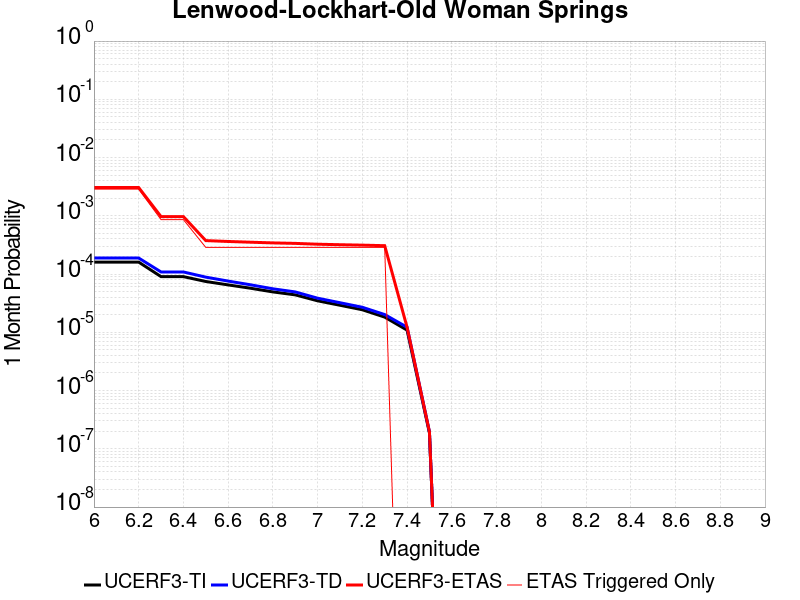 Lenwood-Lockhart-Old Woman Springs
10^0
10^-1
10^-2
10^-3
10^-4
10^-5
10^-6
10^-7
10^-8
1 Month Probability
6 6.2 6.4 6.6 6.8 7 7.2 7.4 7.6 7.8 8 8.2 8.4 8.6 8.8 9
Magnitude
UCERF3-TI UCERF3-TD UCERF3-ETAS ETAS Triggered Only